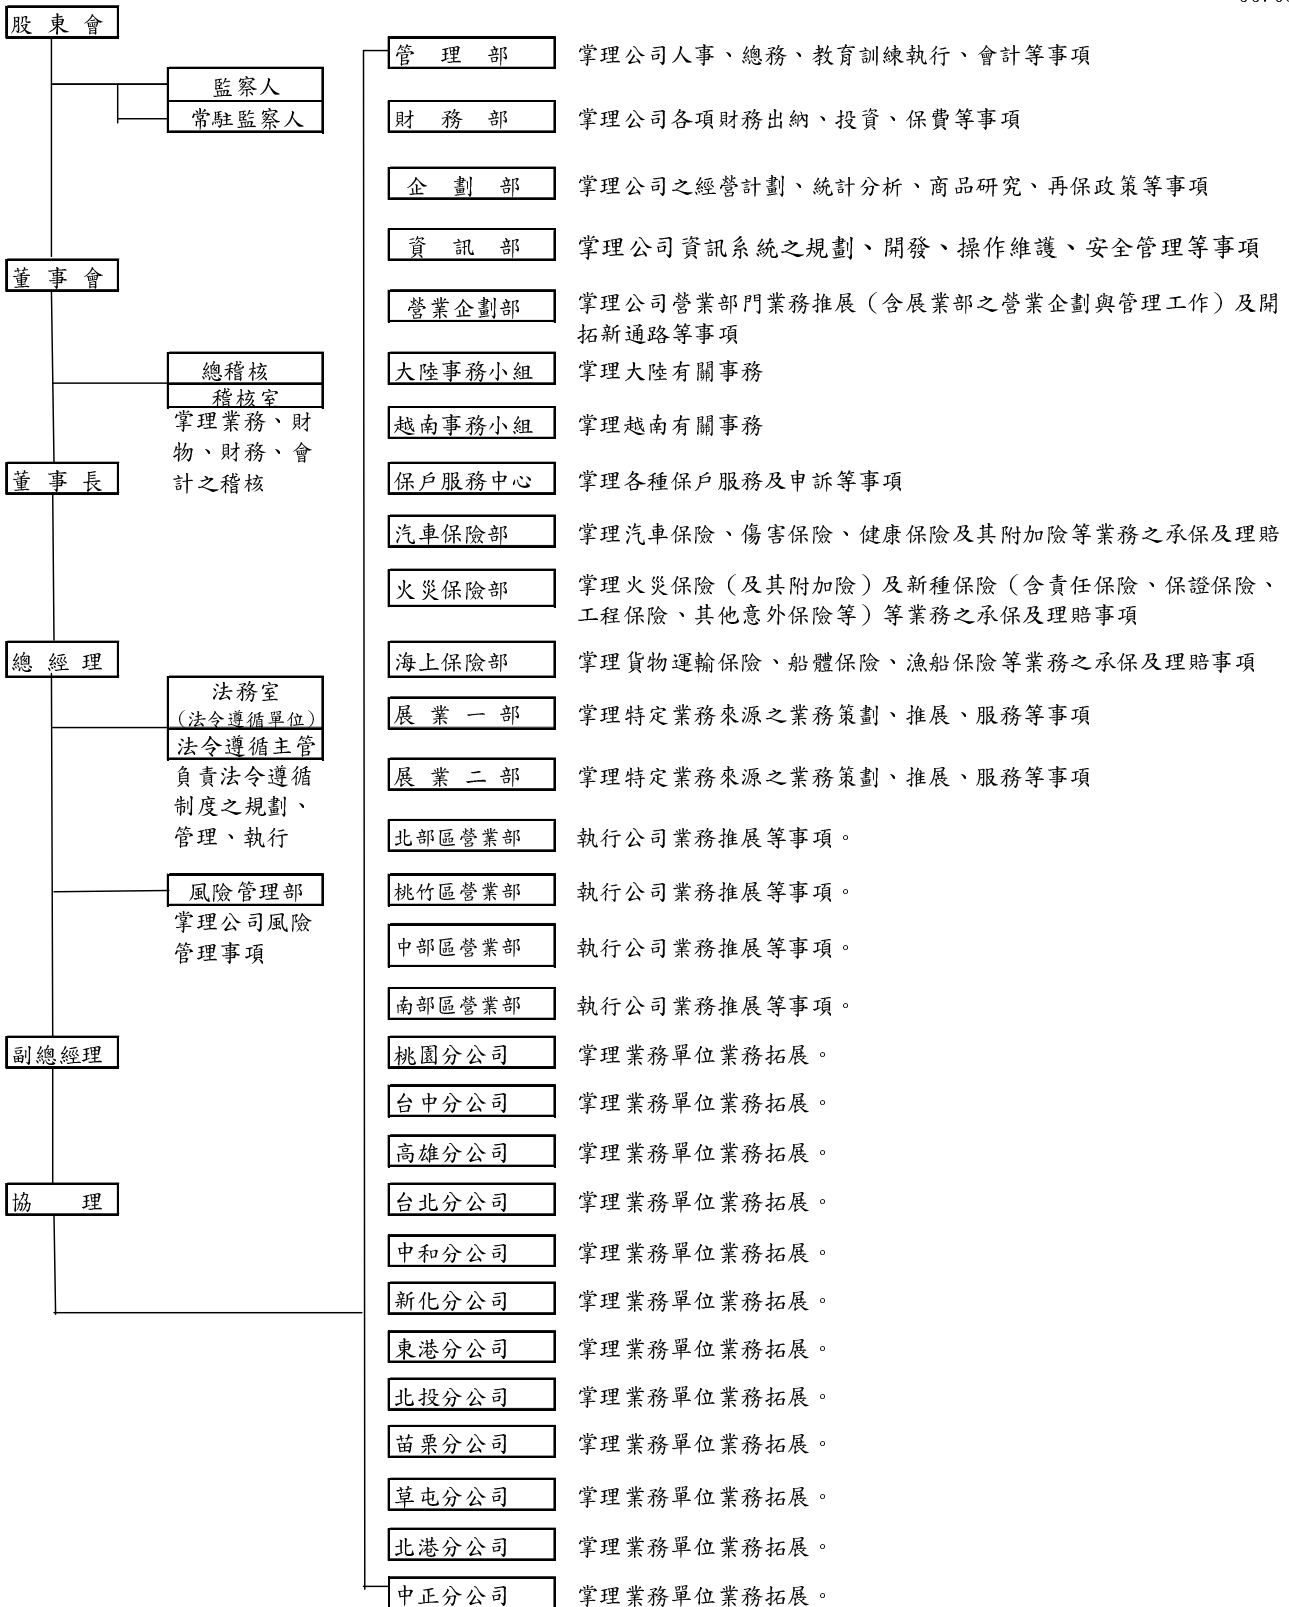 股東會
監察人
常駐監察人
董事會
總稽核
稽核室
掌理業務、財
物、財務、會
計之稽核
董事長
總經理
法務室
(法令遵循單位)
法令遵循主管
負責法令遵循
制度之規劃、
管理、執行
風險管理部
掌理公司風險
管理事項
副總經理
協理
管理部 掌理公司人事、總務、教育訓練執行、會計等事項
財務部 掌理公司各項財務出納、投資、保費等事項
企劃部 掌理公司之經營計劃、統計分析、商品研究、再保政策等事項
資訊部 掌理公司資訊系統之規劃、開發、操作維護、安全管理等事項
營業企劃部 掌理公司營業部門業務推展（含展業部之營業企劃與管理工作）及開
拓新通路等事項
大陸事務小組 掌理大陸有關事務
越南事務小組 掌理越南有關事務
保戶服務中心 掌理各種保戶服務及申訴等事項
汽車保險部 掌理汽車保險、傷害保險、健康保險及其附加險等業務之承保及理賠
火災保險部 掌理火災保險（及其附加險）及新種保險（含責任保險、保證保險、
工程保險、其他意外保險等）等業務之承保及理賠事項
海上保險部 掌理貨物運輸保險、船體保險、漁船保險等業務之承保及理賠事項
展業一部 掌理特定業務來源之業務策劃、推展、服務等事項
展業二部 掌理特定業務來源之業務策劃、推展、服務等事項
北部區營業部 執行公司業務推展等事項。
桃竹區營業部 執行公司業務推展等事項。
中部區營業部 執行公司業務推展等事項。
南部區營業部 執行公司業務推展等事項。
桃園分公司 掌理業務單位業務拓展。
台中分公司 掌理業務單位業務拓展。
高雄分公司 掌理業務單位業務拓展。
台北分公司 掌理業務單位業務拓展。
中和分公司 掌理業務單位業務拓展。
新化分公司 掌理業務單位業務拓展。
東港分公司 掌理業務單位業務拓展。
北投分公司 掌理業務單位業務拓展。
苗栗分公司 掌理業務單位業務拓展。
草屯分公司 掌理業務單位業務拓展。
北港分公司 掌理業務單位業務拓展。
中正分公司 掌理業務單位業務拓展。